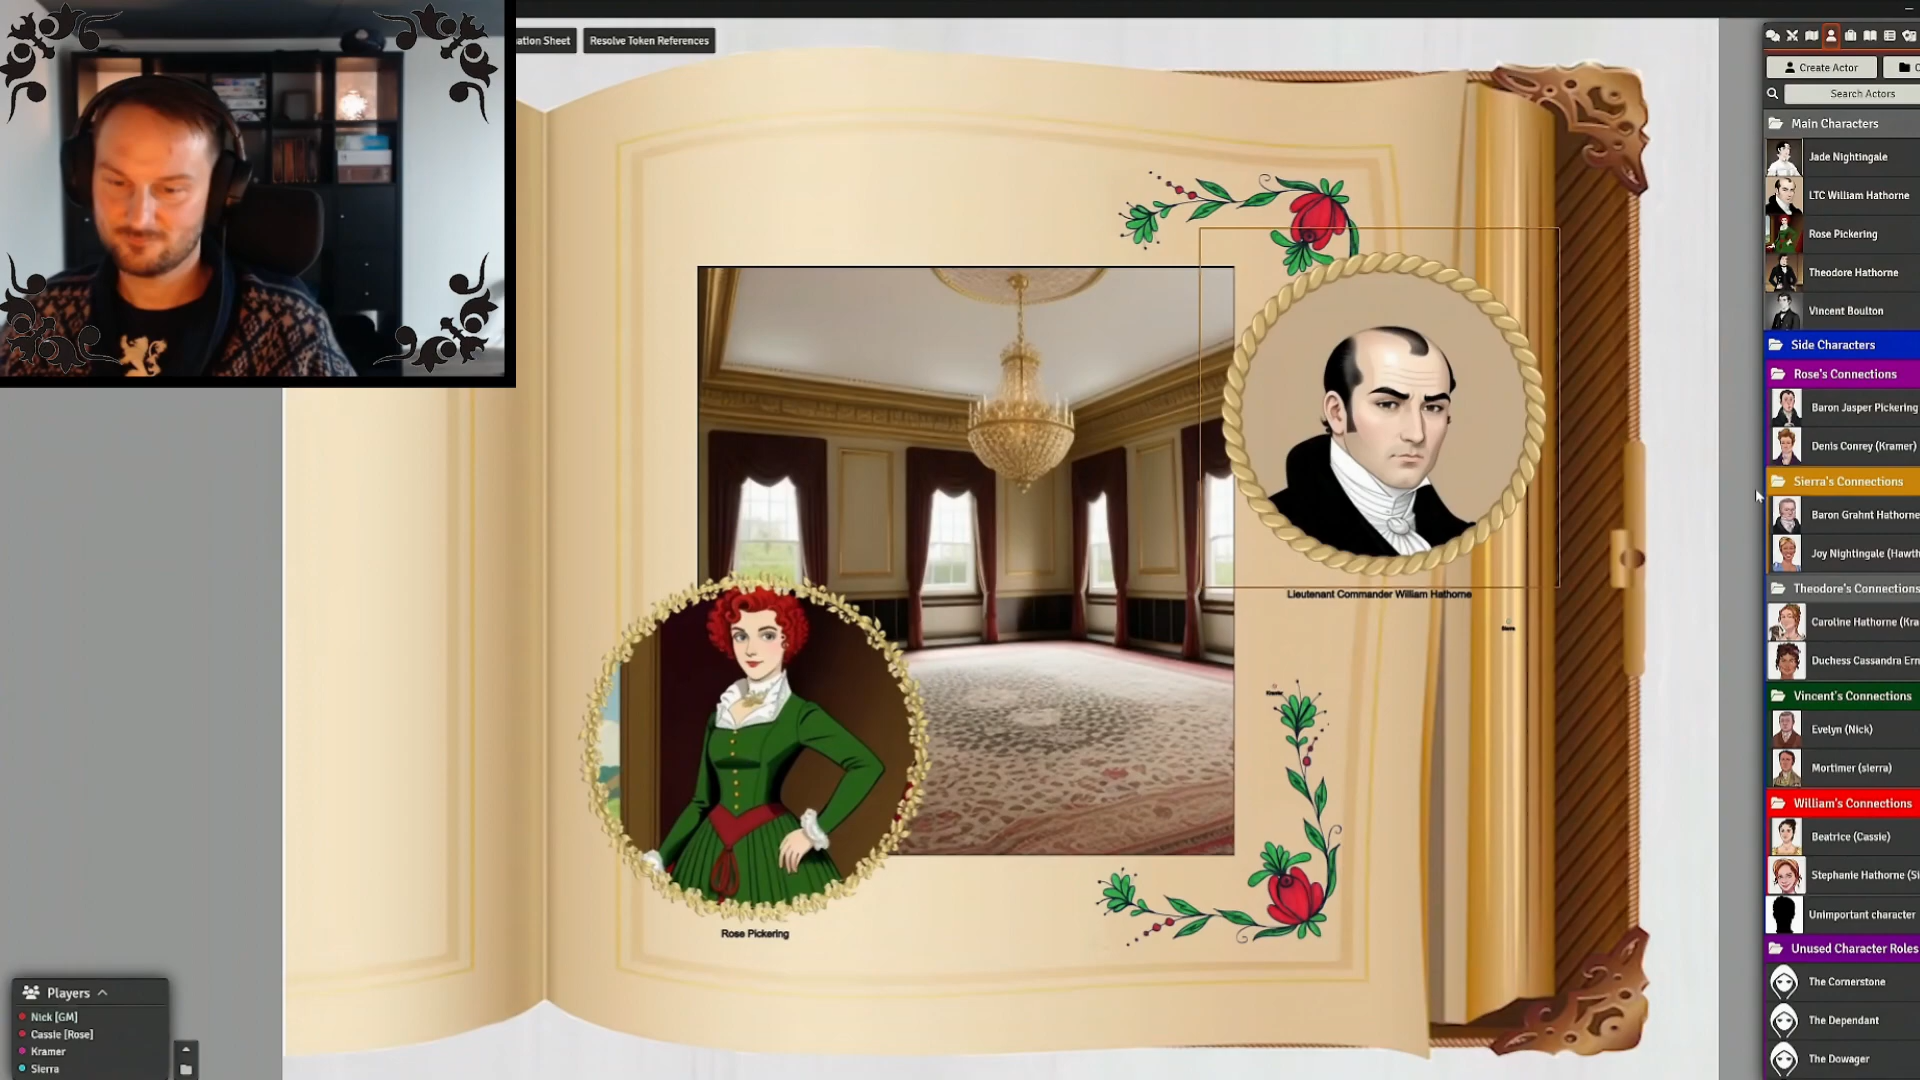 ation Sheet
Resolve Token References
Create Actor
Search Actors
Main Characters
Jade Nightingale
LTC William Hathorne
Rose Pickering
Theodore Hathorne
Vincent Boulton
Side Characters
Rose's Connections
Baron Jasper Pickering
Denis Conrey (Kramer)
Sierra's Connections
Baron Grahnt Hathorne
Joy Nightingale (Hawth
Theodore's Connections
Caroline Hathorne (Kra
Duchess Cassandra Ern
Vincent's Connections
Evelyn (Nick)
Mortimer (sierra)
William's Connections
Beatrice (Cassie)
Stephanie Hathorne (Si
Unimportant character
Unused Character Roles
The Cornerstone
The Dependant
The Dowager
Lieutenant Commander William Hathorne
Sierra
Kramer
Rose Pickering
Players
Nick [GM]
Cassie [Rose]
Kramer
Sierra